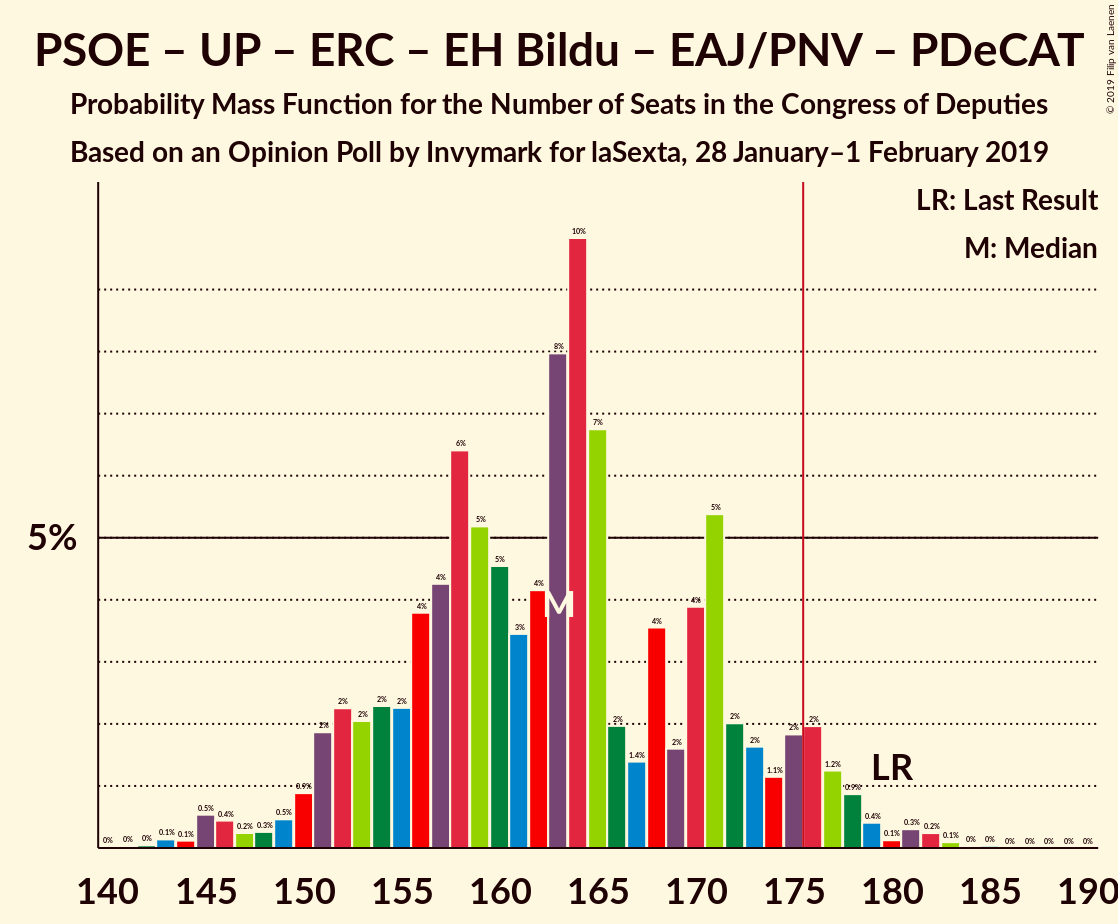 PSOE – UP – ERC – EH Bildu – EAJ/PNV – PDeCAT
Probability Mass Function for the Number of Seats in the Congress of Deputies
Based on an Opinion Poll by Invymark for laSexta, 28 January–1 February 2019
© 2019 Filip van Laenen
LR: Last Result
M: Median
5%
0% 0% 0% 0.1% 0.1% 0.5% 0.4% 0.2% 0.3% 0.5% 0.9% 2% 2% 2% 2% 2% 4% 4% 6% 5% 5% 3% 4% 8% 10% 7% 2% 1.4% 4% 2% 4% 5% 2% 2% 1.1% 2% 2% 1.2% 0.9% 0.4% 0.1% 0.3% 0.2% 0.1% 0% 0% 0% 0% 0% 0% 0%
M
LR
140 145 150 155 160 165 170 175 180 185 190